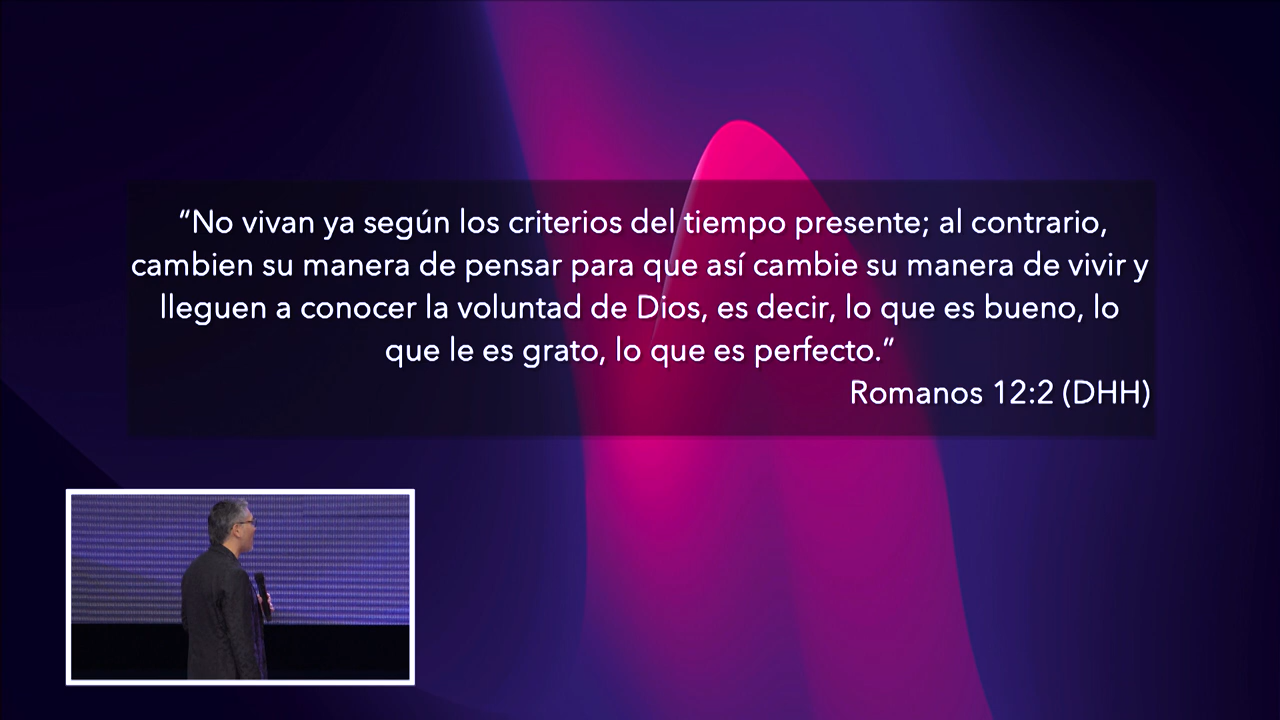 “No vivan ya según los criterios del tiempo presente; al contrario,
cambien su manera de pensar para que así cambie su manera de vivir y
lleguen a conocer la voluntad de Dios, es decir, lo que es bueno, lo
que le es grato, lo que es perfecto.”
Romanos 12:2 (DHH)